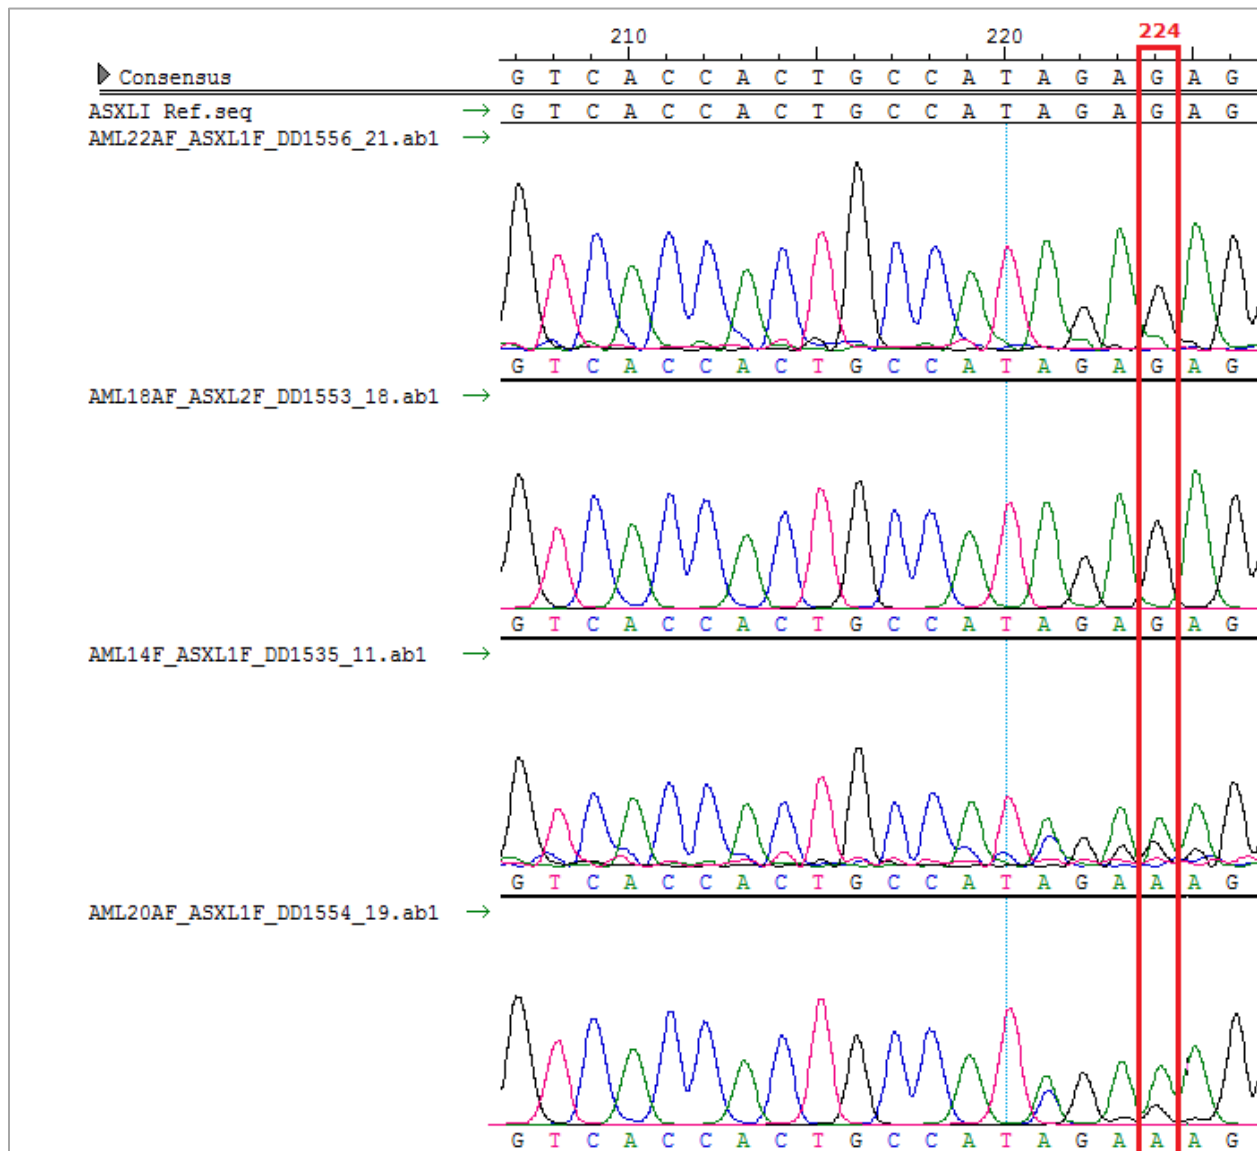 210 220 224
Consensus G T C A C C A C T G C C A T A G A G A G
ASXLI Ref.seq → G T C A C C A C T G C C A T A G A G A G
AML22AF_ASXL1F_DD1556_21.ab1 →
G T C A C C A C T G C C A T A G A G A G
AML18AF_ASXL2F_DD1553_18.ab1 →
G T C A C C A C T G C C A T A G A G A G
AML14F_ASXL1F_DD1535_11.ab1 →
G T C A C C A C T G C C A T A G A A A G
AML20AF_ASXL1F_DD1554_19.ab1 →
G T C A C C A C T G C C A T A G A A A G